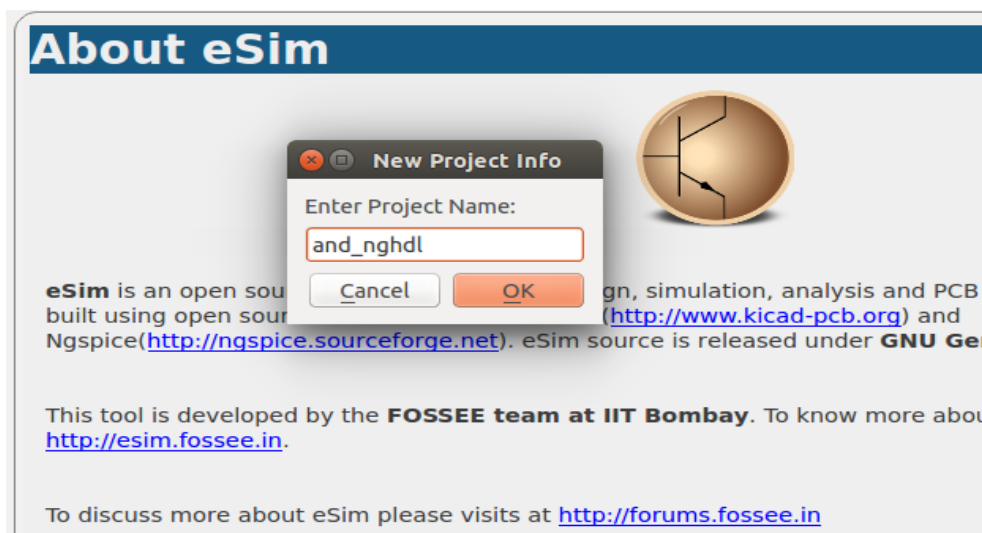 About eSim
New Project Info
Enter Project Name:
and_nghdl
Cancel
OK
eSim is an open sou gn, simulation, analysis and PCB
built using open sour (http://www.kicad-pcb.org) and
Ngspice(http://ngspice.sourceforge.net). eSim source is released under GNU Ge
This tool is developed by the FOSSEE team at IIT Bombay. To know more abou
http://esim.fossee.in.
To discuss more about eSim please visits at http://forums.fossee.in